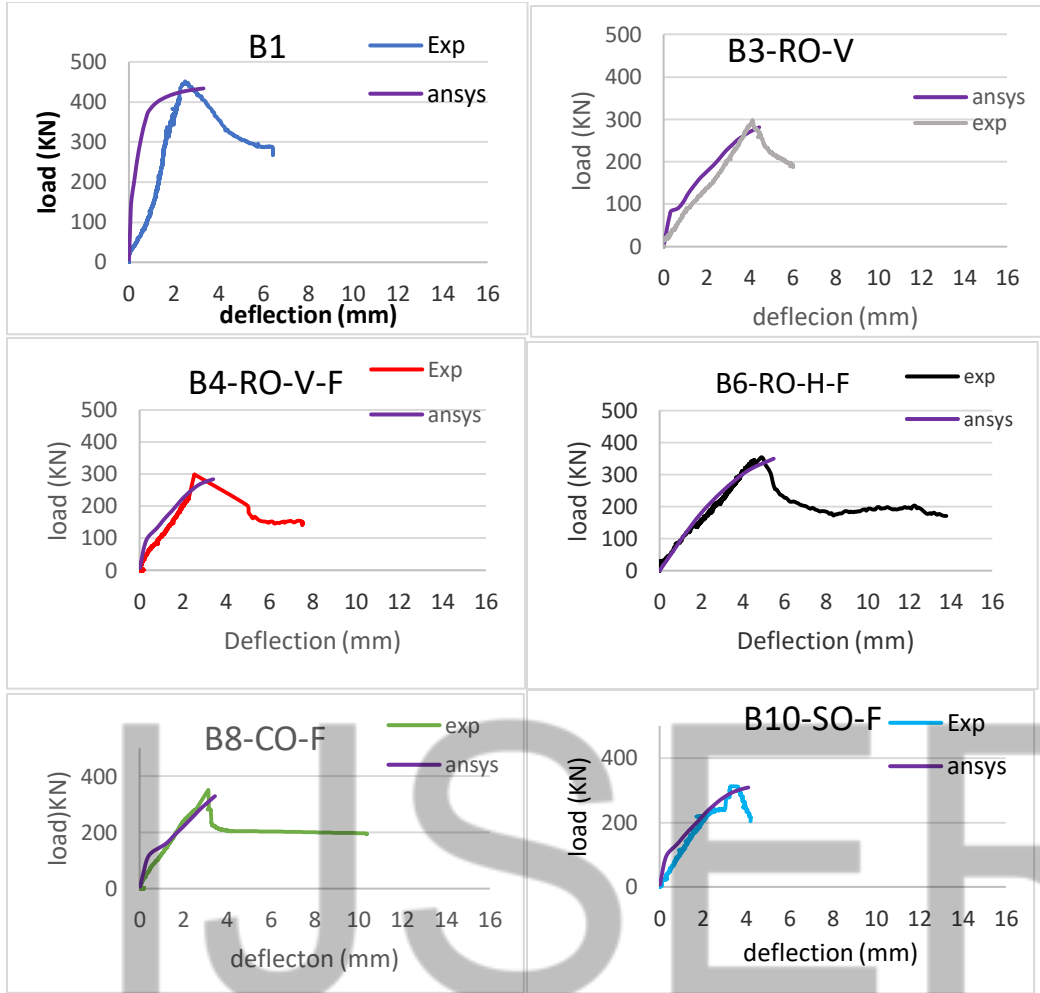 B1
Exp
ansys
load (KN)
500
400
300
200
100
0
0 2 4 6 8 10 12 14 16
deflection (mm)
B3-RO-V
ansys
exp
load (KN)
500
400
300
200
100
0
0 2 4 6 8 10 12 14 16
deflecion (mm)
B4-RO-V-F
Exp
ansys
load (KN)
500
400
300
200
100
0
0 2 4 6 8 10 12 14 16
Deflection (mm)
B6-RO-H-F
exp
ansys
load (KN)
500
400
300
200
100
0
0 2 4 6 8 10 12 14 16
Deflection (mm)
B8-CO-F
exp
ansys
load)KN)
400
200
0
0 2 4 6 8 10 12 14 16
deflecton (mm)
B10-SO-F
Exp
ansys
load (KN)
400
200
0
0 2 4 6 8 10 12 14 16
deflection (mm)
IJSER